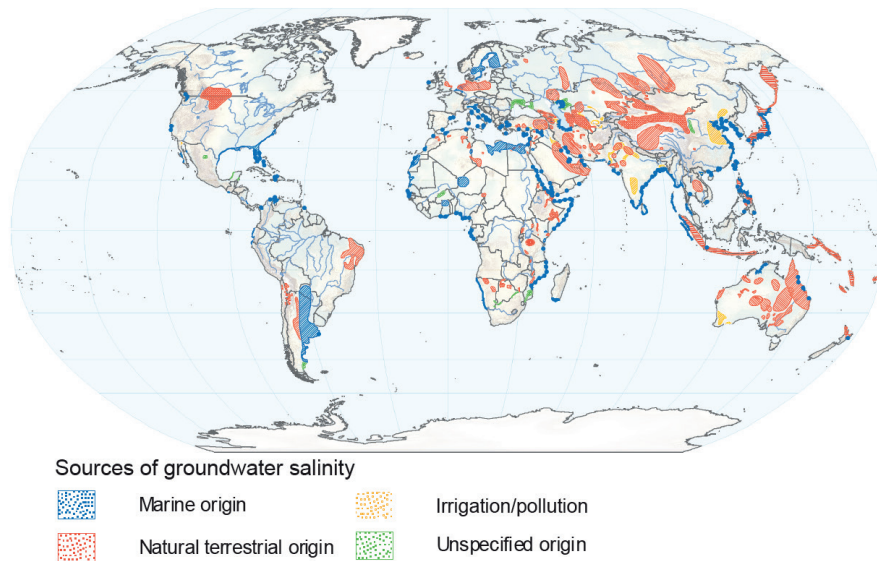 Sources of groundwater salinity
Marine origin
Irrigation/pollution
Natural terrestrial origin
Unspecified origin